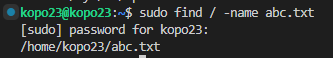 kopo23@kopo23:~$ sudo find / -name abc.txt
[sudo] password for kopo23:
/home/kopo23/abc.txt